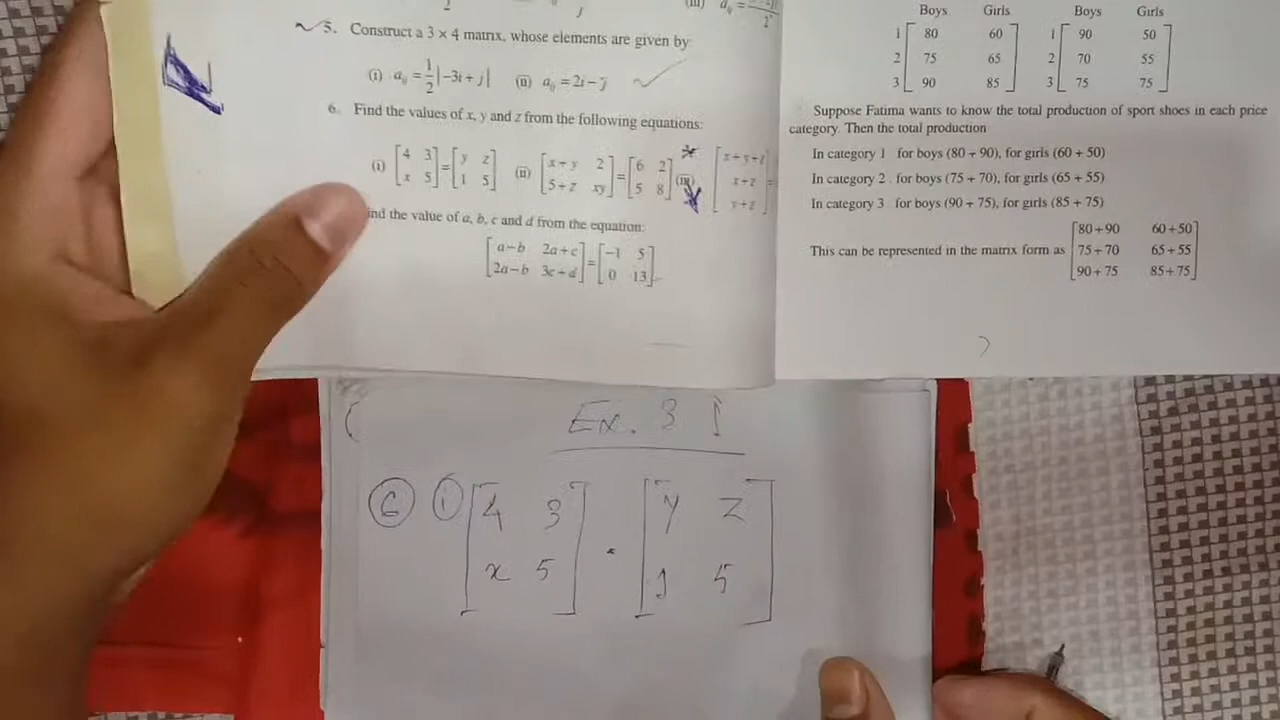 5. Construct a 3 × 4 matrix, whose elements are given by
(i) a_ij = 1/2 |−3i + j| (ii) a_ij = 2i − j
6. Find the values of x, y and z from the following equations:
(i) [4 3 = [y z (ii) [x + y 2 = [6 2 (iii) [x + y + z
x 5] 1 5] 5 + z xy] 5 8] x + z
y + z] =
ind the value of a, b, c and d from the equation:
[a − b 2a + c = [−1 5
2a − b 3c + d] 0 13]
Boys Girls Boys Girls
1 80 60 1 90 50
2 75 65 2 70 55
3 90 85 3 75 75
Suppose Fatima wants to know the total production of sport shoes in each price
category. Then the total production
In category 1 for boys (80 + 90), for girls (60 + 50)
In category 2 for boys (75 + 70), for girls (65 + 55)
In category 3 for boys (90 + 75), for girls (85 + 75)
80 + 90 60 + 50
This can be represented in the matrix form as 75 + 70 65 + 55
90 + 75 85 + 75
Ex. 3 1
6 i [4 3 [y z
x 5] 1 5]